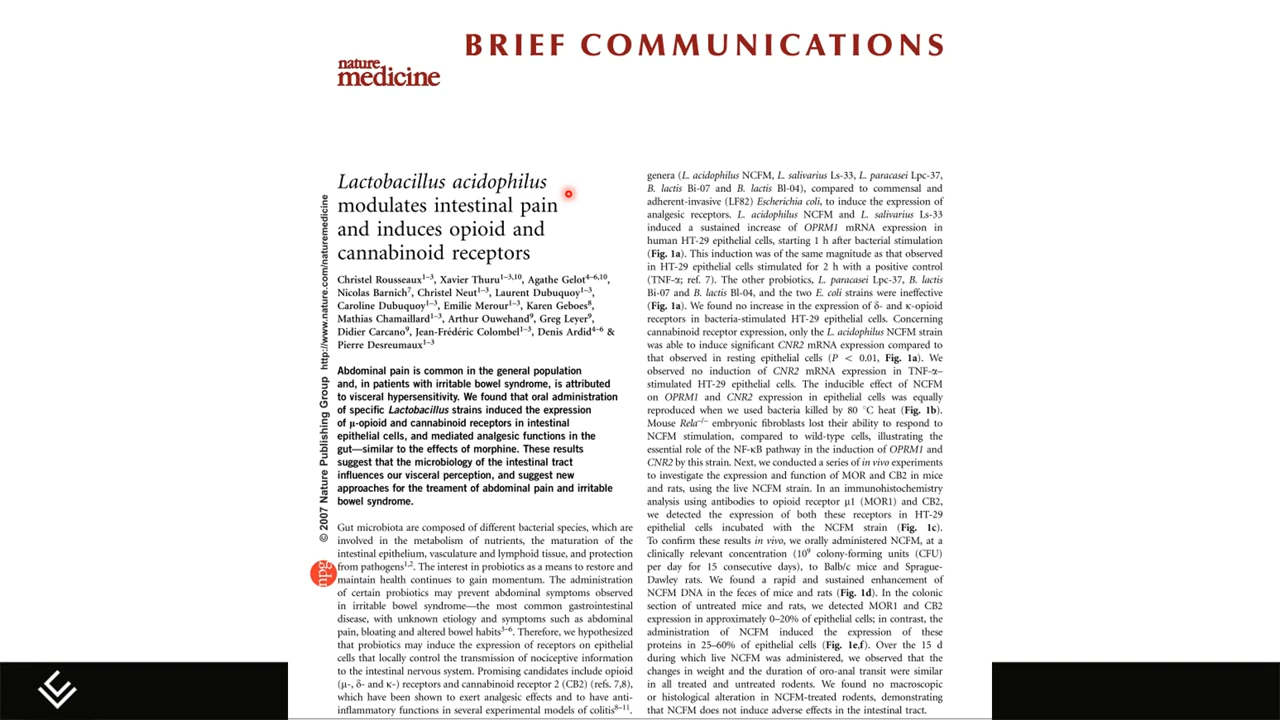 BRIEF COMMUNICATIONS
nature
medicine
© 2007 Nature Publishing Group http://www.nature.com/naturemedicine
npg
Lactobacillus acidophilus
modulates intestinal pain
and induces opioid and
cannabinoid receptors
Christel Rousseaux1–3, Xavier Thuru1–3,10, Agathe Gelot4–6,10,
Nicolas Barnich7, Christel Neut1–3, Laurent Dubuquoy1–3,
Caroline Dubuquoy1–3, Emilie Merour1–3, Karen Geboes8,
Mathias Chamaillard1–3, Arthur Ouwehand9, Greg Leyer9,
Didier Carcano9, Jean-Frédéric Colombel1–3, Denis Ardid4–6 &
Pierre Desreumaux1–3
Abdominal pain is common in the general population
and, in patients with irritable bowel syndrome, is attributed
to visceral hypersensitivity. We found that oral administration
of specific Lactobacillus strains induced the expression
of μ-opioid and cannabinoid receptors in intestinal
epithelial cells, and mediated analgesic functions in the
gut—similar to the effects of morphine. These results
suggest that the microbiology of the intestinal tract
influences our visceral perception, and suggest new
approaches for the treament of abdominal pain and irritable
bowel syndrome.
Gut microbiota are composed of different bacterial species, which are
involved in the metabolism of nutrients, the maturation of the
intestinal epithelium, vasculature and lymphoid tissue, and protection
from pathogens1,2. The interest in probiotics as a means to restore and
maintain health continues to gain momentum. The administration
of certain probiotics may prevent abdominal symptoms observed
in irritable bowel syndrome—the most common gastrointestinal
disease, with unknown etiology and symptoms such as abdominal
pain, bloating and altered bowel habits3–6. Therefore, we hypothesized
that probiotics may induce the expression of receptors on epithelial
cells that locally control the transmission of nociceptive information
to the intestinal nervous system. Promising candidates include opioid
(μ-, δ- and κ-) receptors and cannabinoid receptor 2 (CB2) (refs. 7,8),
which have been shown to exert analgesic effects and to have anti-
inflammatory functions in several experimental models of colitis8–11.
genera (L. acidophilus NCFM, L. salivarius Ls-33, L. paracasei Lpc-37,
B. lactis Bi-07 and B. lactis Bl-04), compared to commensal and
adherent-invasive (LF82) Escherichia coli, to induce the expression of
analgesic receptors. L. acidophilus NCFM and L. salivarius Ls-33
induced a sustained increase of OPRM1 mRNA expression in
human HT-29 epithelial cells, starting 1 h after bacterial stimulation
(Fig. 1a). This induction was of the same magnitude as that observed
in HT-29 epithelial cells stimulated for 2 h with a positive control
(TNF-α; ref. 7). The other probiotics, L. paracasei Lpc-37, B. lactis
Bi-07 and B. lactis Bl-04, and the two E. coli strains were ineffective
(Fig. 1a). We found no increase in the expression of δ- and κ-opioid
receptors in bacteria-stimulated HT-29 epithelial cells. Concerning
cannabinoid receptor expression, only the L. acidophilus NCFM strain
was able to induce significant CNR2 mRNA expression compared to
that observed in resting epithelial cells (P < 0.01, Fig. 1a). We
observed no induction of CNR2 mRNA expression in TNF-α–
stimulated HT-29 epithelial cells. The inducible effect of NCFM
on OPRM1 and CNR2 expression in epithelial cells was equally
reproduced when we used bacteria killed by 80 °C heat (Fig. 1b).
Mouse Rela–/– embryonic fibroblasts lost their ability to respond to
NCFM stimulation, compared to wild-type cells, illustrating the
essential role of the NF-κB pathway in the induction of OPRM1 and
CNR2 by this strain. Next, we conducted a series of in vivo experiments
to investigate the expression and function of MOR and CB2 in mice
and rats, using the live NCFM strain. In an immunohistochemistry
analysis using antibodies to opioid receptor μ1 (MOR1) and CB2,
we detected the expression of both these receptors in HT-29
epithelial cells incubated with the NCFM strain (Fig. 1c).
To confirm these results in vivo, we orally administered NCFM, at a
clinically relevant concentration (10⁹ colony-forming units (CFU)
per day for 15 consecutive days), to Balb/c mice and Sprague-
Dawley rats. We found a rapid and sustained enhancement of
NCFM DNA in the feces of mice and rats (Fig. 1d). In the colonic
section of untreated mice and rats, we detected MOR1 and CB2
expression in approximately 0–20% of epithelial cells; in contrast, the
administration of NCFM induced the expression of these
proteins in 25–60% of epithelial cells (Fig. 1e,f). Over the 15 d
during which live NCFM was administered, we observed that the
changes in weight and the duration of oro-anal transit were similar
in all treated and untreated rodents. We found no macroscopic
or histological alteration in NCFM-treated rodents, demonstrating
that NCFM does not induce adverse effects in the intestinal tract.